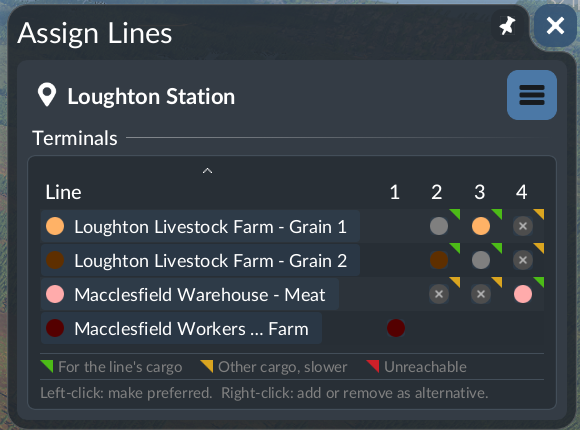 Assign Lines
Loughton Station
Terminals
Line 1 2 3 4
Loughton Livestock Farm - Grain 1
Loughton Livestock Farm - Grain 2
Macclesfield Warehouse - Meat
Macclesfield Workers ... Farm
For the line's cargo Other cargo, slower Unreachable
Left-click: make preferred. Right-click: add or remove as alternative.